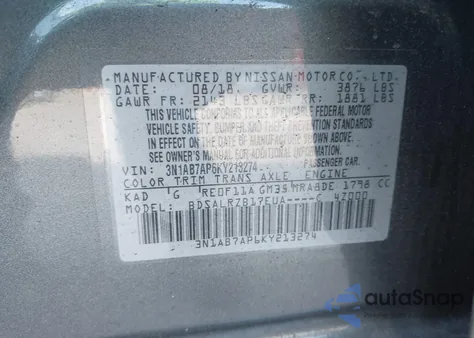 MANUFACTURED BY NISSAN MOTOR CO., LTD.
DATE: 08/18. GVWR: 3876 LBS
GAWR FR: 2143 LBS GAWR RR: 1881 LBS
THIS VEHICLE CONFORMS TO ALL APPLICABLE FEDERAL MOTOR
VEHICLE SAFETY, BUMPER, AND THEFT PREVENTION STANDARDS
IN EFFECT ON THE DATE OF MANUFACTURE SHOWN ABOVE.
SEE OWNER'S MANUAL FOR ADDITIONAL INFORMATION.
VIN: 3N1AB7AP6KY213274 PASSENGER CAR.
COLOR TRIM TRANS AXLE ENGINE
KAD G RE0F11A GM38 MRA8DE 1798 CC
MODEL: BDSALRZB17EUA----C 4Z000
3N1AB7AP6KY213274
autoSnap